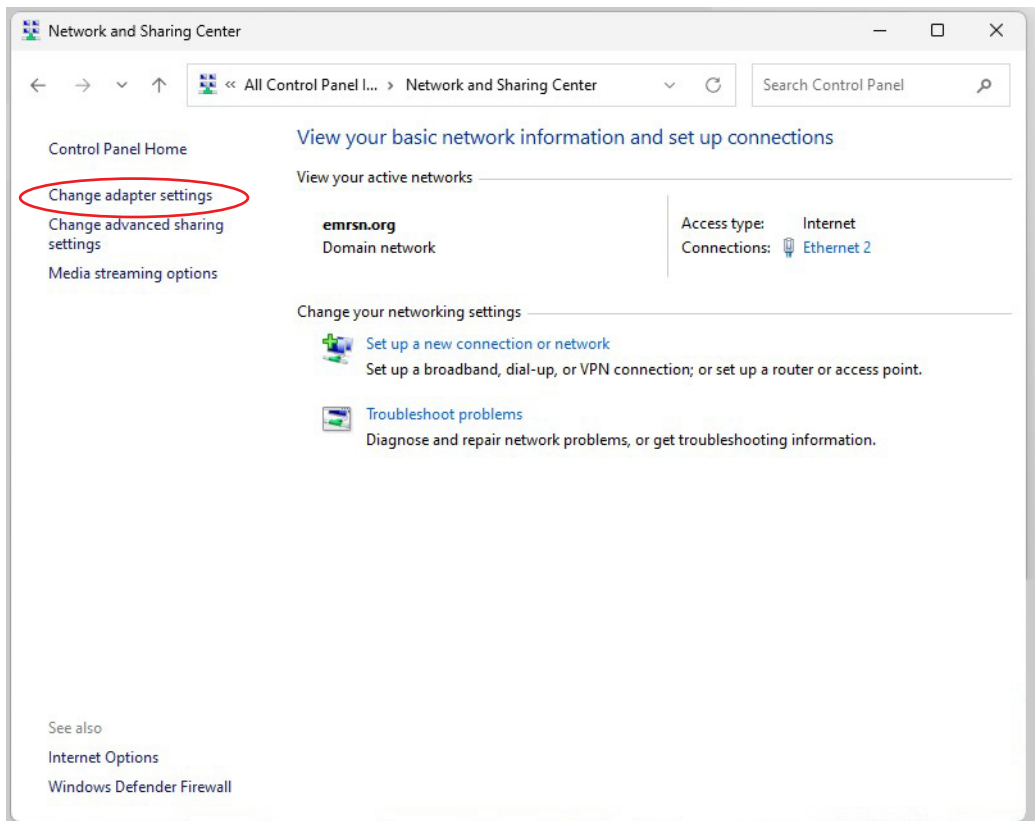 Network and Sharing Center
« All Control Panel I... › Network and Sharing Center
Search Control Panel
Control Panel Home
Change adapter settings
Change advanced sharing
settings
Media streaming options
View your basic network information and set up connections
View your active networks
emrsn.org
Domain network
Access type: Internet
Connections: Ethernet 2
Change your networking settings
Set up a new connection or network
Set up a broadband, dial-up, or VPN connection; or set up a router or access point.
Troubleshoot problems
Diagnose and repair network problems, or get troubleshooting information.
See also
Internet Options
Windows Defender Firewall